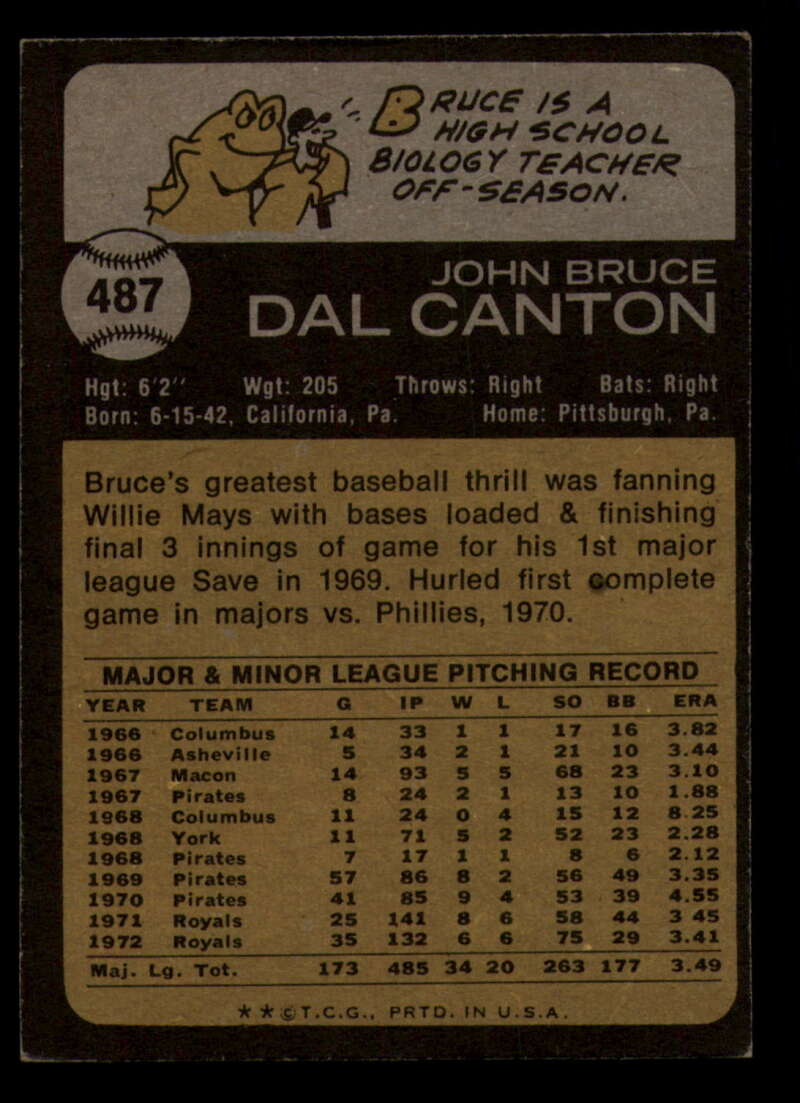 BRUCE IS A
HIGH SCHOOL
BIOLOGY TEACHER
OFF-SEASON.
487
JOHN BRUCE
DAL CANTON
Hgt: 6'2" Wgt: 205 Throws: Right Bats: Right
Born: 6-15-42, California, Pa. Home: Pittsburgh, Pa.
Bruce's greatest baseball thrill was fanning
Willie Mays with bases loaded & finishing
final 3 innings of game for his 1st major
league Save in 1969. Hurled first complete
game in majors vs. Phillies, 1970.
MAJOR & MINOR LEAGUE PITCHING RECORD
YEAR TEAM G IP W L SO BB ERA
1966 Columbus 14 33 1 1 17 16 3.82
1966 Asheville 5 34 2 1 21 10 3.44
1967 Macon 14 93 5 5 68 23 3.10
1967 Pirates 8 24 2 1 13 10 1.88
1968 Columbus 11 24 0 4 15 12 8.25
1968 York 11 71 5 2 52 23 2.28
1968 Pirates 7 17 1 1 8 6 2.12
1969 Pirates 57 86 8 2 56 49 3.35
1970 Pirates 41 85 9 4 53 39 4.55
1971 Royals 25 141 8 6 58 44 3 45
1972 Royals 35 132 6 6 75 29 3.41
Maj. Lg. Tot. 173 485 34 20 263 177 3.49
★★©T.C.G., PRTD. IN U.S.A.